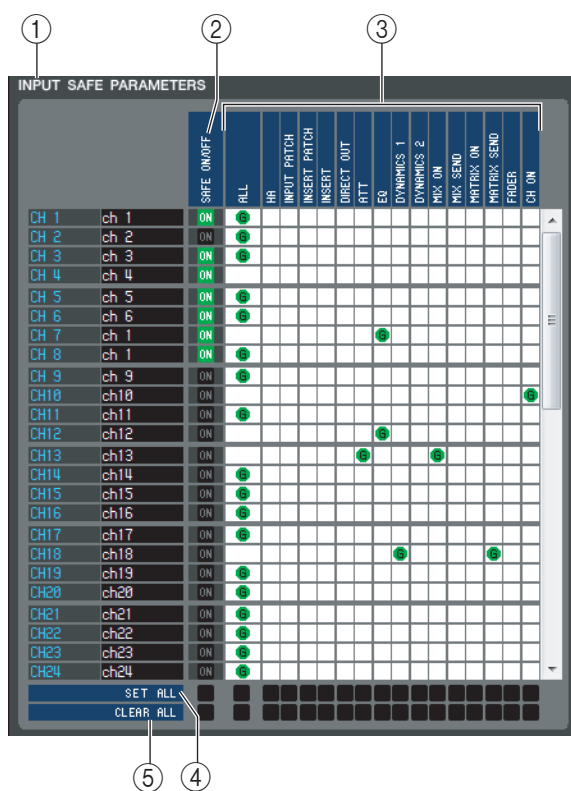 ① ② ③
INPUT SAFE PARAMETERS
SAFE ON/OFF
ALL
HA
INPUT PATCH
INSERT PATCH
INSERT
DIRECT OUT
ATT
EQ
DYNAMICS 1
DYNAMICS 2
MIX ON
MIX SEND
MATRIX ON
MATRIX SEND
FADER
CH ON
CH 1 ch 1 ON G
CH 2 ch 2 ON G
CH 3 ch 3 ON G
CH 4 ch 4 ON
CH 5 ch 5 ON G
CH 6 ch 6 ON G
CH 7 ch 1 ON G
CH 8 ch 1 ON G
CH 9 ch 9 ON G
CH10 ch10 ON G
CH11 ch11 ON G
CH12 ch12 ON G
CH13 ch13 ON G G
CH14 ch14 ON G
CH15 ch15 ON G
CH16 ch16 ON G
CH17 ch17 ON G
CH18 ch18 ON G G
CH19 ch19 ON G
CH20 ch20 ON G
CH21 ch21 ON G
CH22 ch22 ON G
CH23 ch23 ON G
CH24 ch24 ON G
SET ALL
CLEAR ALL
⑤ ④